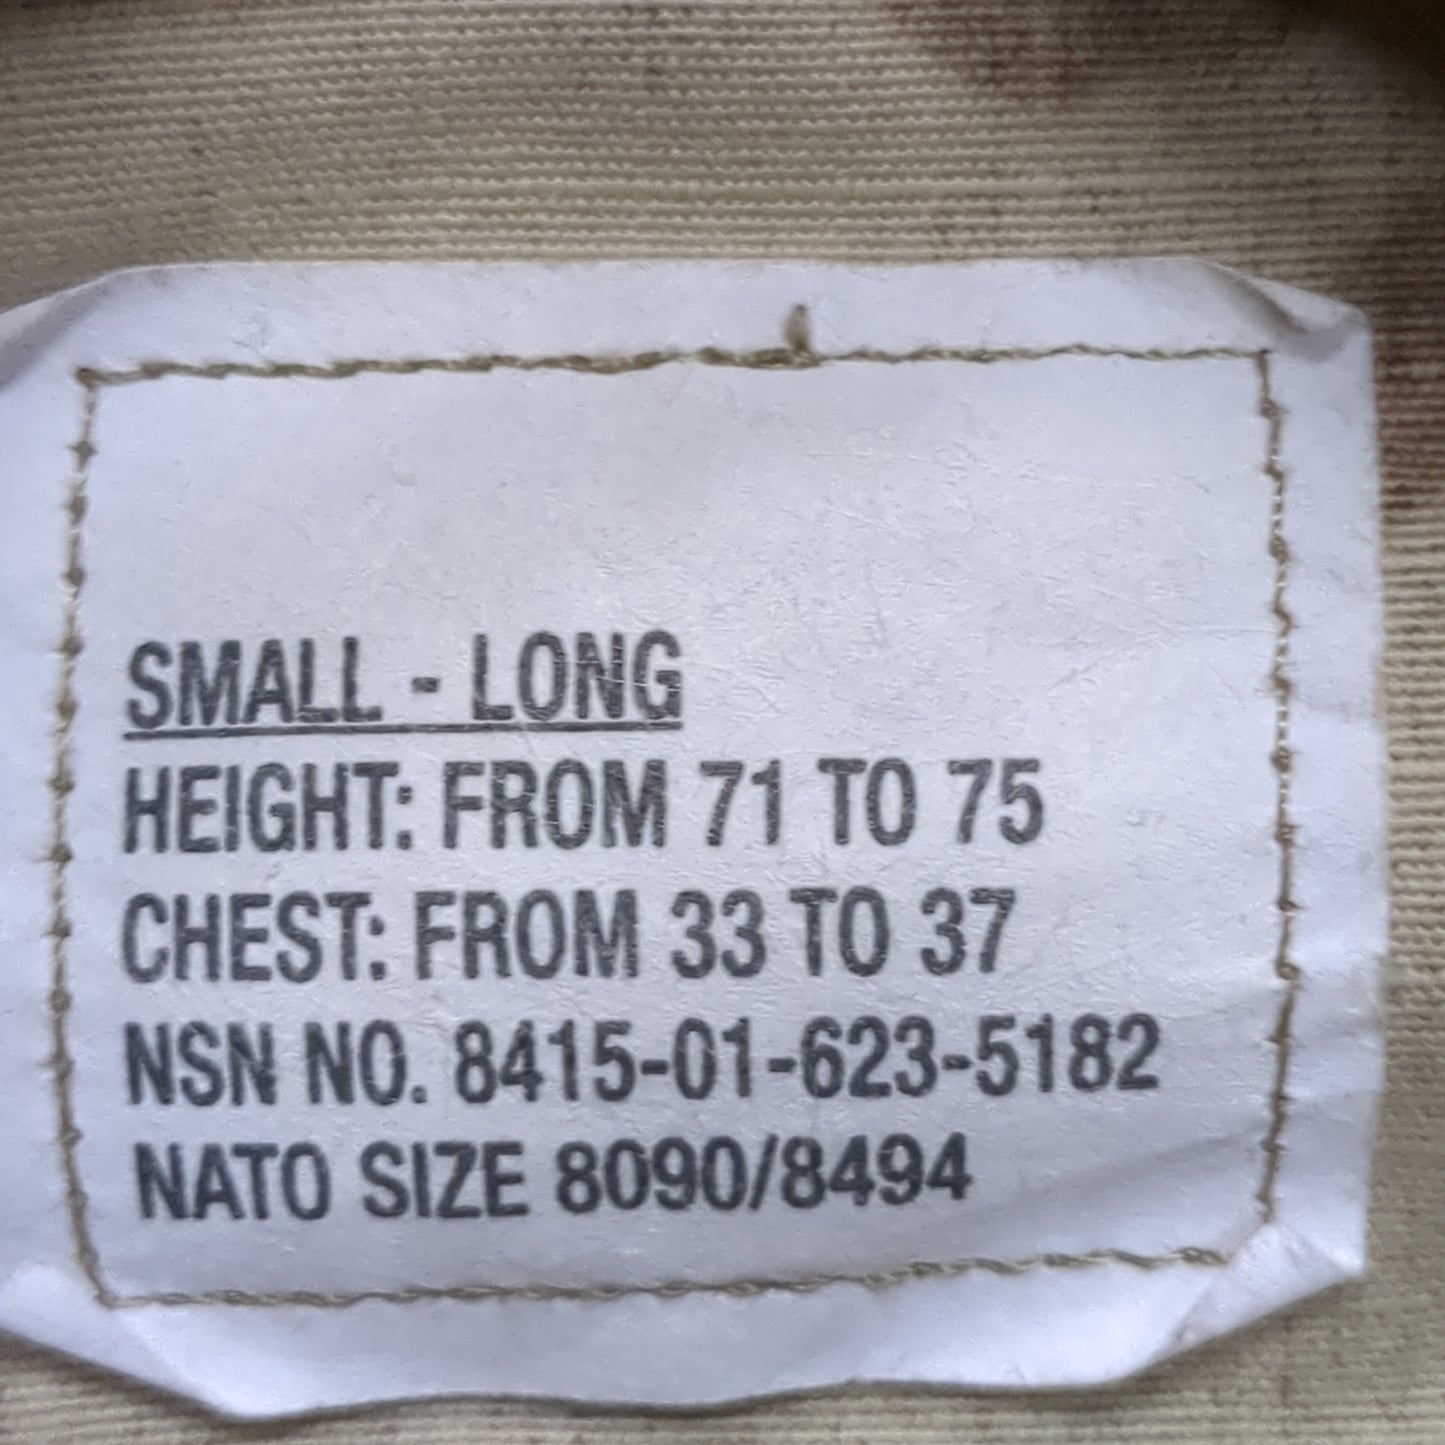 SMALL - LONG
HEIGHT: FROM 71 TO 75
CHEST: FROM 33 TO 37
NSN NO. 8415-01-623-5182
NATO SIZE 8090/8494